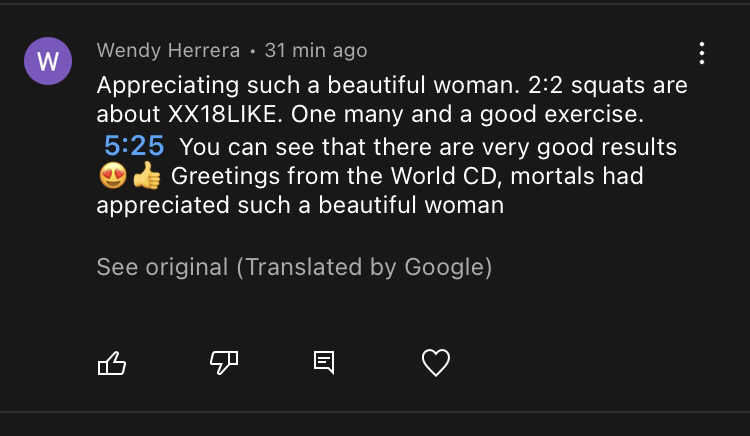 W
Wendy Herrera • 31 min ago
Appreciating such a beautiful woman. 2:2 squats are
about XX18LIKE. One many and a good exercise.
5:25 You can see that there are very good results
😍👍 Greetings from the World CD, mortals had
appreciated such a beautiful woman
See original (Translated by Google)